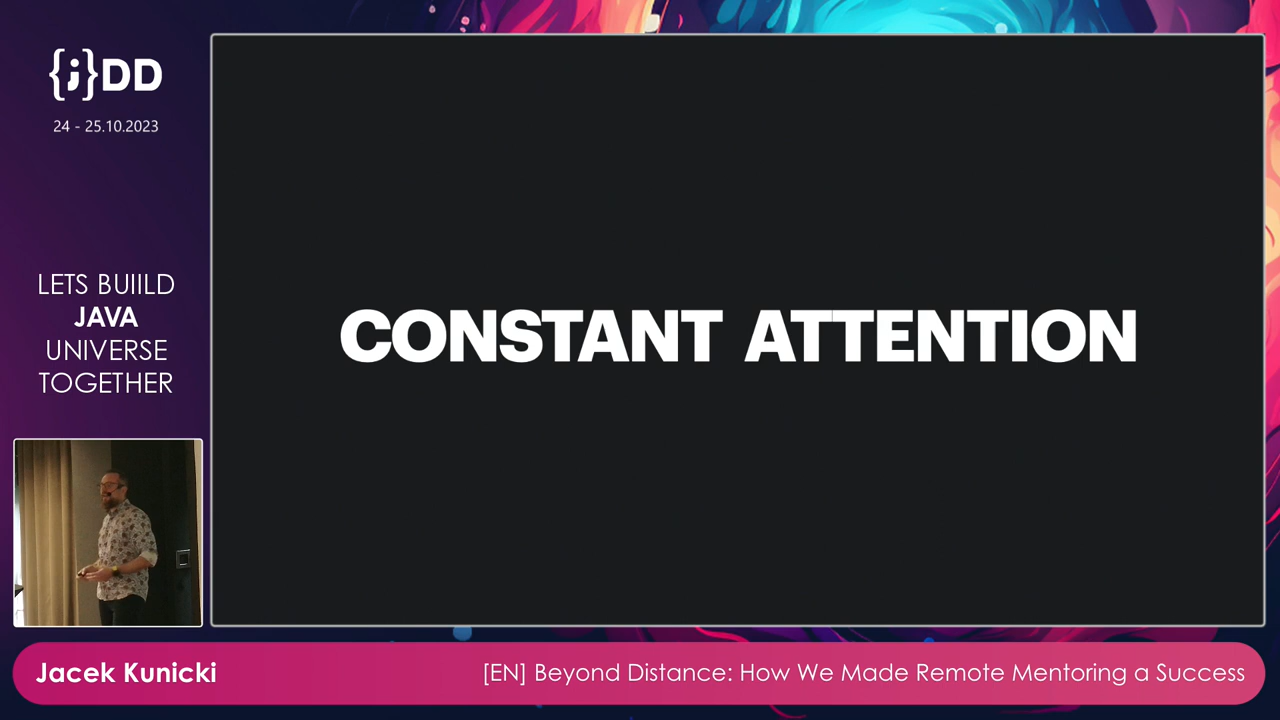 {j}DD
24 - 25.10.2023
LETS BUIILD
JAVA
UNIVERSE
TOGETHER
CONSTANT ATTENTION
Jacek Kunicki
[EN] Beyond Distance: How We Made Remote Mentoring a Success